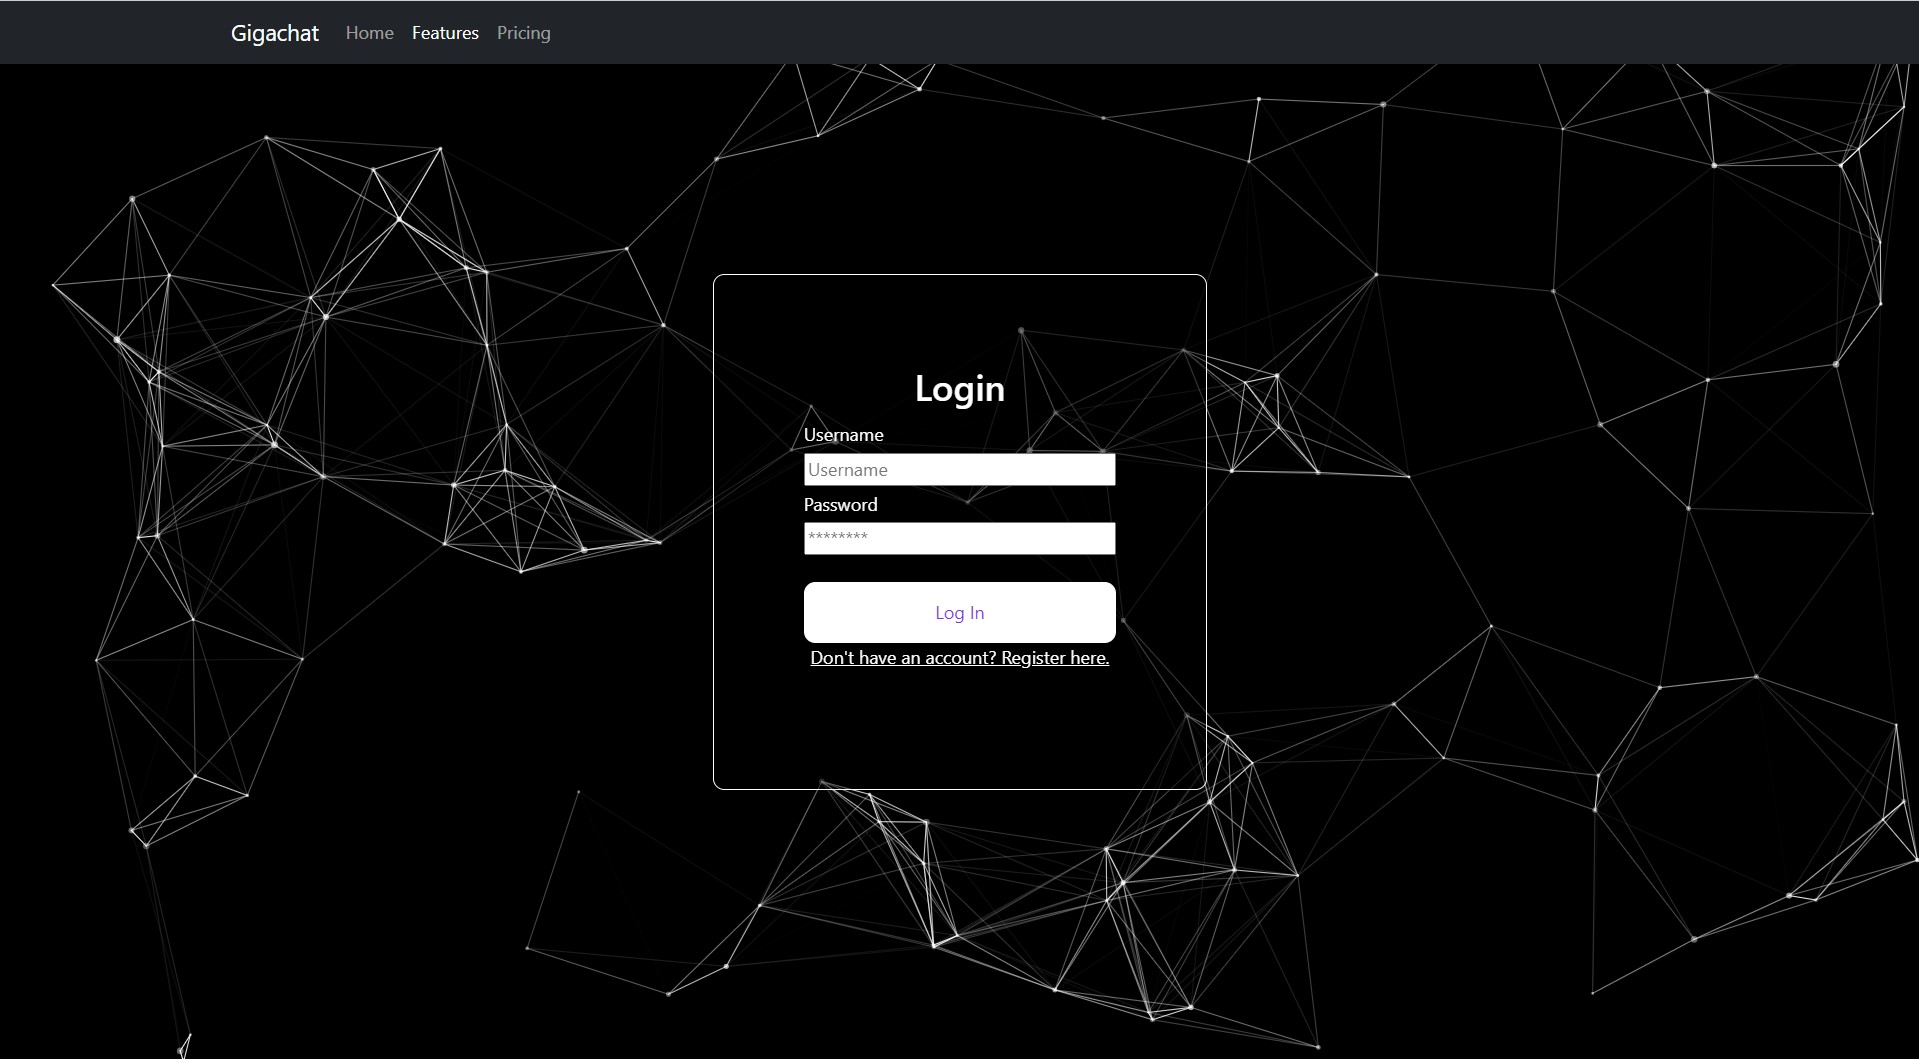 Gigachat Home Features Pricing
Login
Username
Username
Password
********
Log In
Don't have an account? Register here.